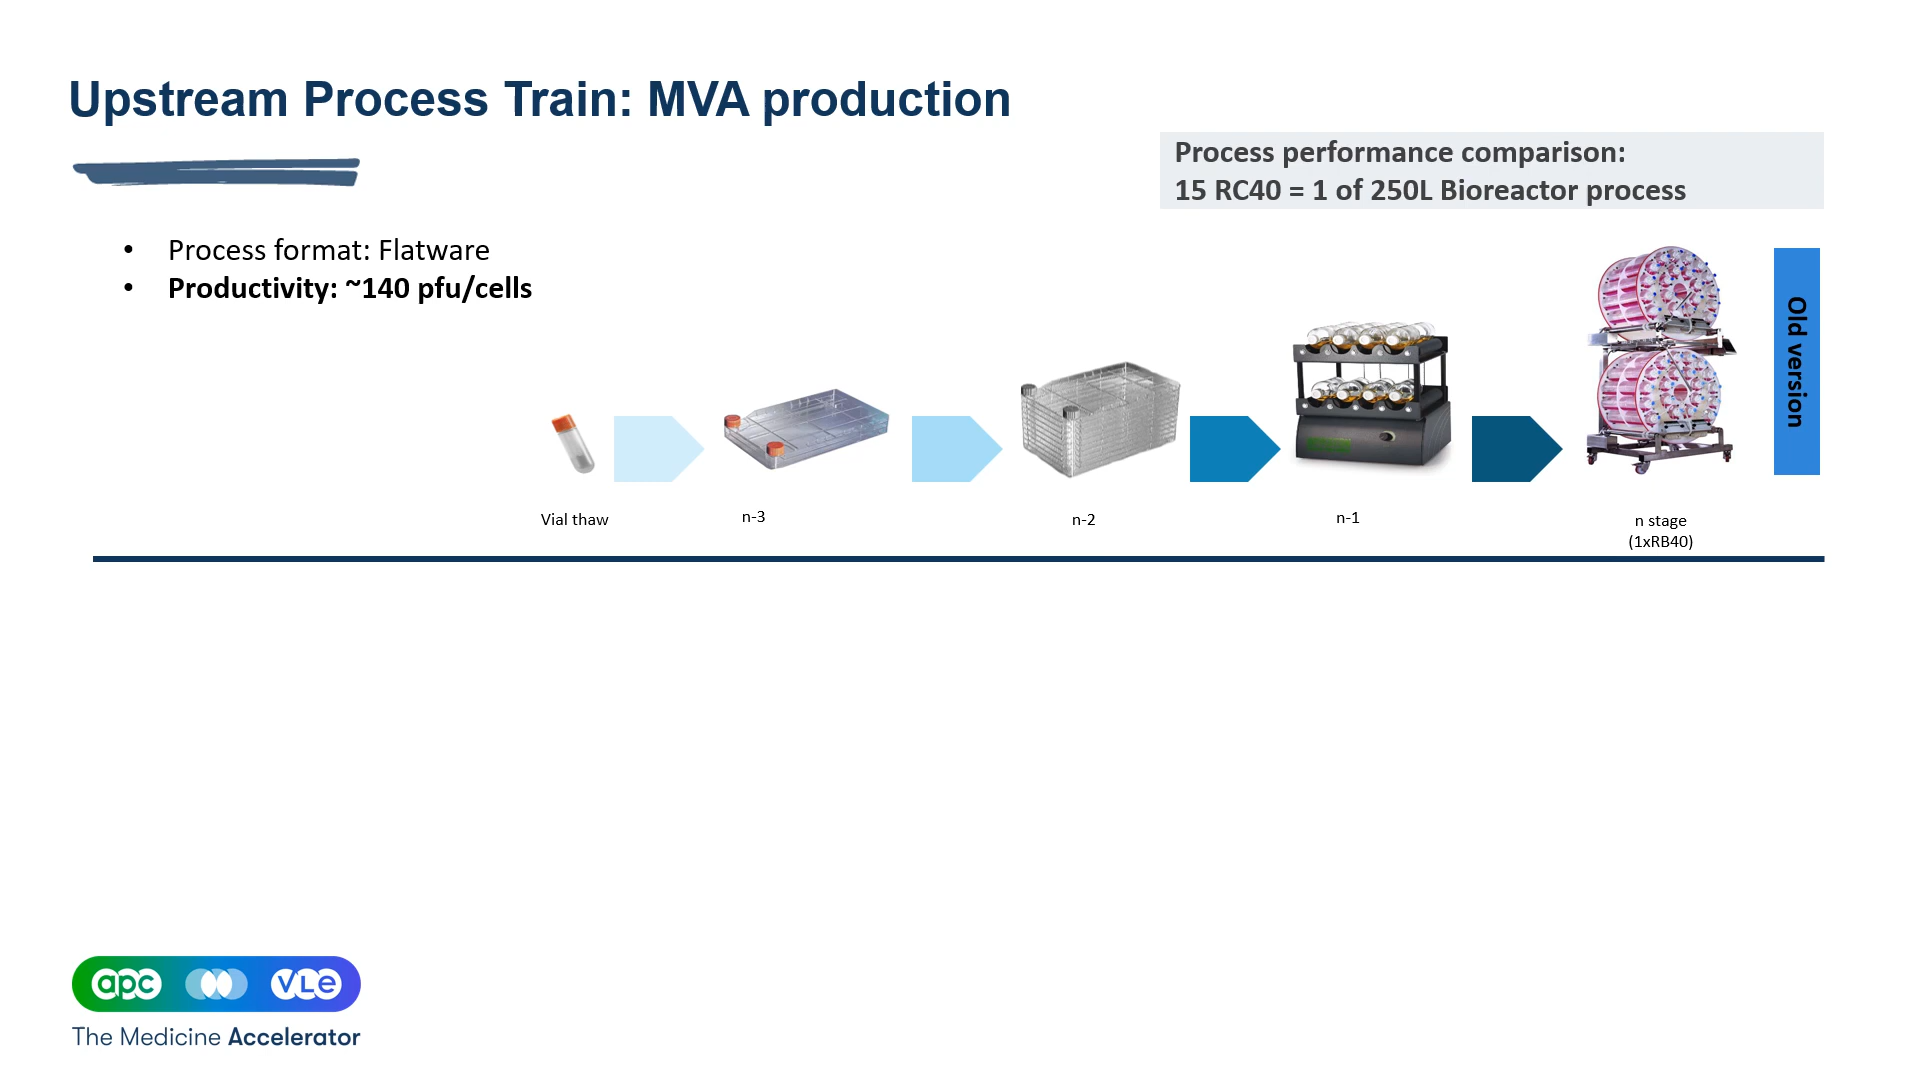 Upstream Process Train: MVA production
Process performance comparison:
15 RC40 = 1 of 250L Bioreactor process
• Process format: Flatware
• Productivity: ~140 pfu/cells
Old version
Vial thaw
n-3
n-2
n-1
n stage
(1xRB40)
apc VLe
The Medicine Accelerator